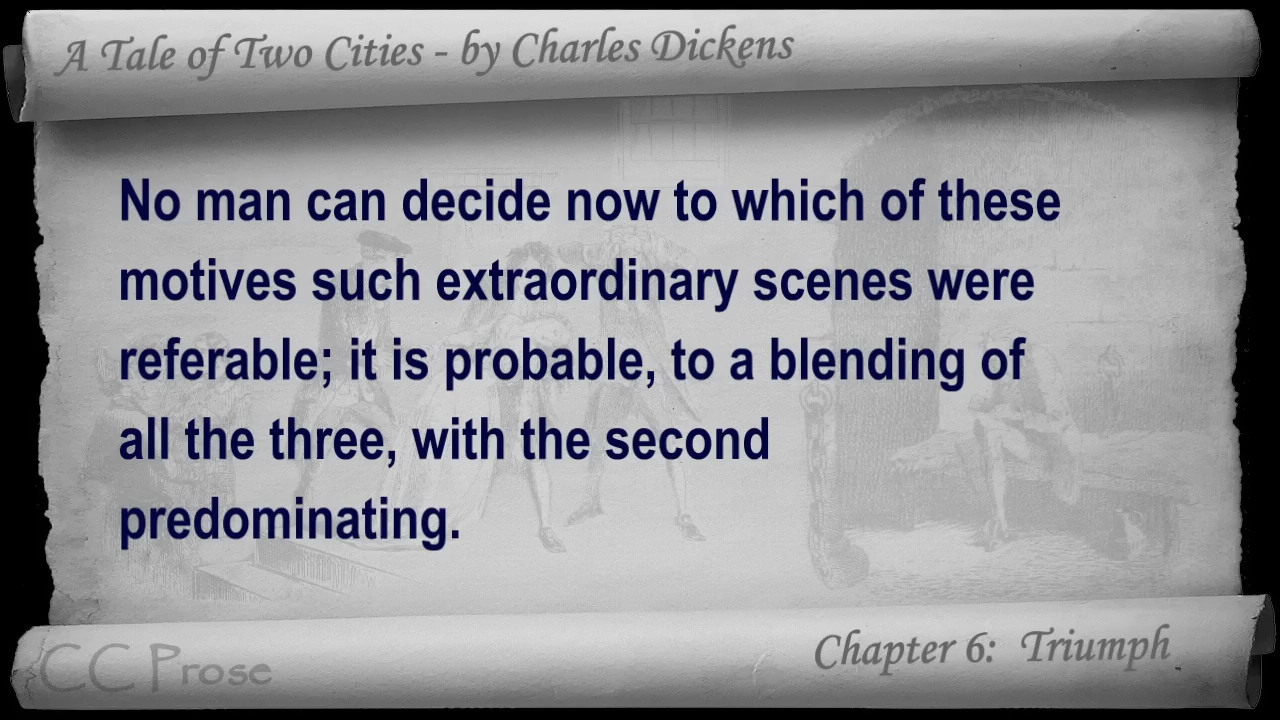 A Tale of Two Cities - by Charles Dickens
No man can decide now to which of these
motives such extraordinary scenes were
referable; it is probable, to a blending of
all the three, with the second
predominating.
CC Prose
Chapter 6: Triumph